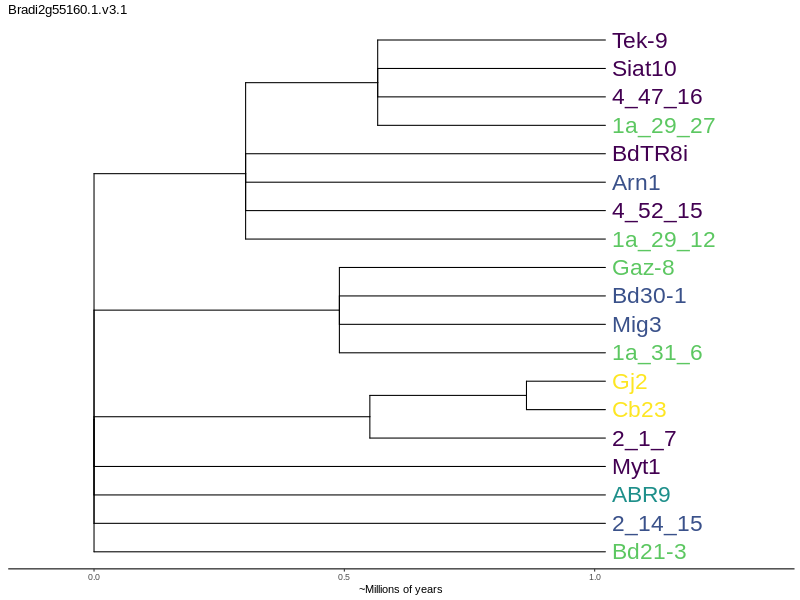 Bradi2g55160.1.v3.1
Tek-9
Siat10
4_47_16
1a_29_27
BdTR8i
Arn1
4_52_15
1a_29_12
Gaz-8
Bd30-1
Mig3
1a_31_6
Gj2
Cb23
2_1_7
Myt1
ABR9
2_14_15
Bd21-3
0.0 0.5 1.0
~Millions of years